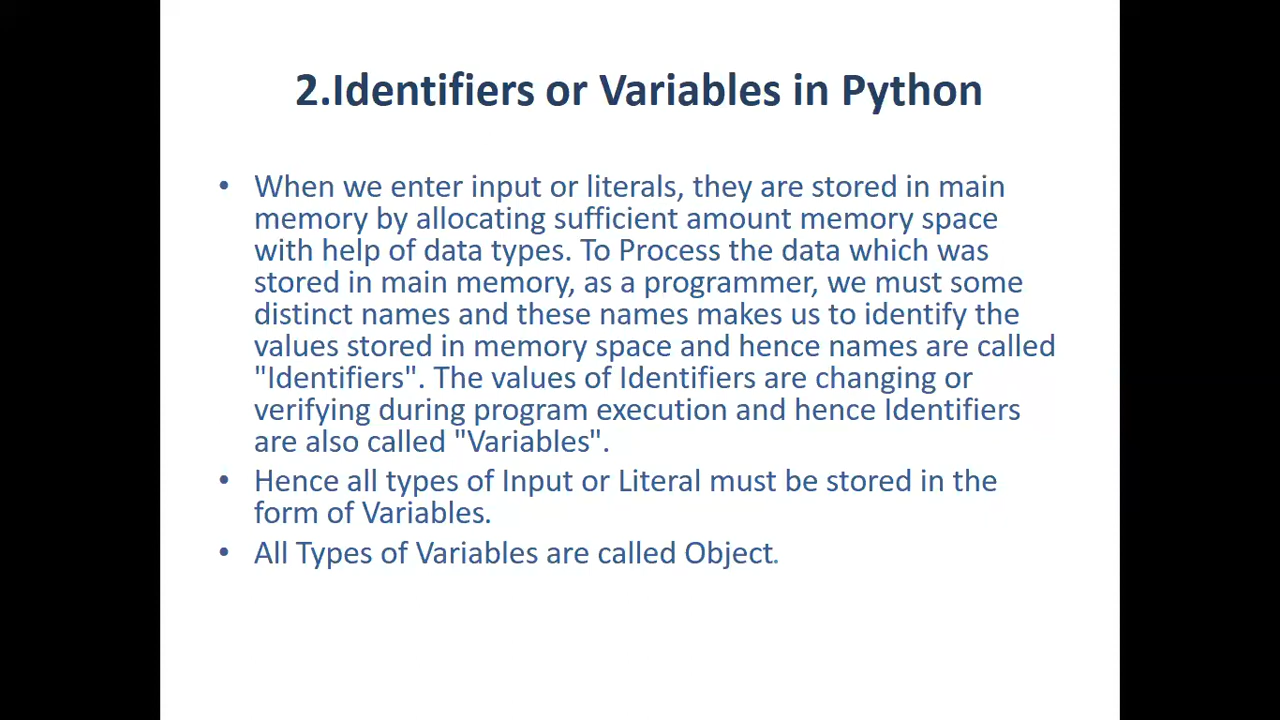 2.Identifiers or Variables in Python
• When we enter input or literals, they are stored in main
memory by allocating sufficient amount memory space
with help of data types. To Process the data which was
stored in main memory, as a programmer, we must some
distinct names and these names makes us to identify the
values stored in memory space and hence names are called
"Identifiers". The values of Identifiers are changing or
verifying during program execution and hence Identifiers
are also called "Variables".
• Hence all types of Input or Literal must be stored in the
form of Variables.
• All Types of Variables are called Object.